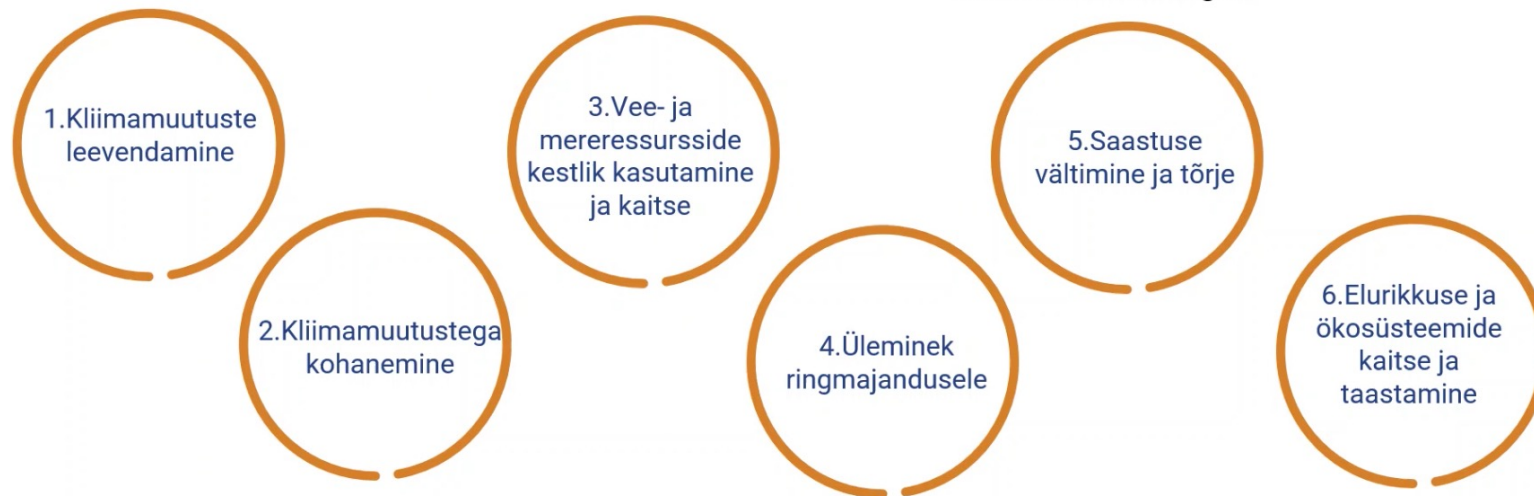 1.Kliimamuutuste
leevendamine
2.Kliimamuutustega
kohanemine
3.Vee- ja
mereressursside
kestlik kasutamine
ja kaitse
4.Üleminek
ringmajandusele
5.Saastuse
vältimine ja tõrje
6.Elurikkuse ja
ökosüsteemide
kaitse ja
taastamine